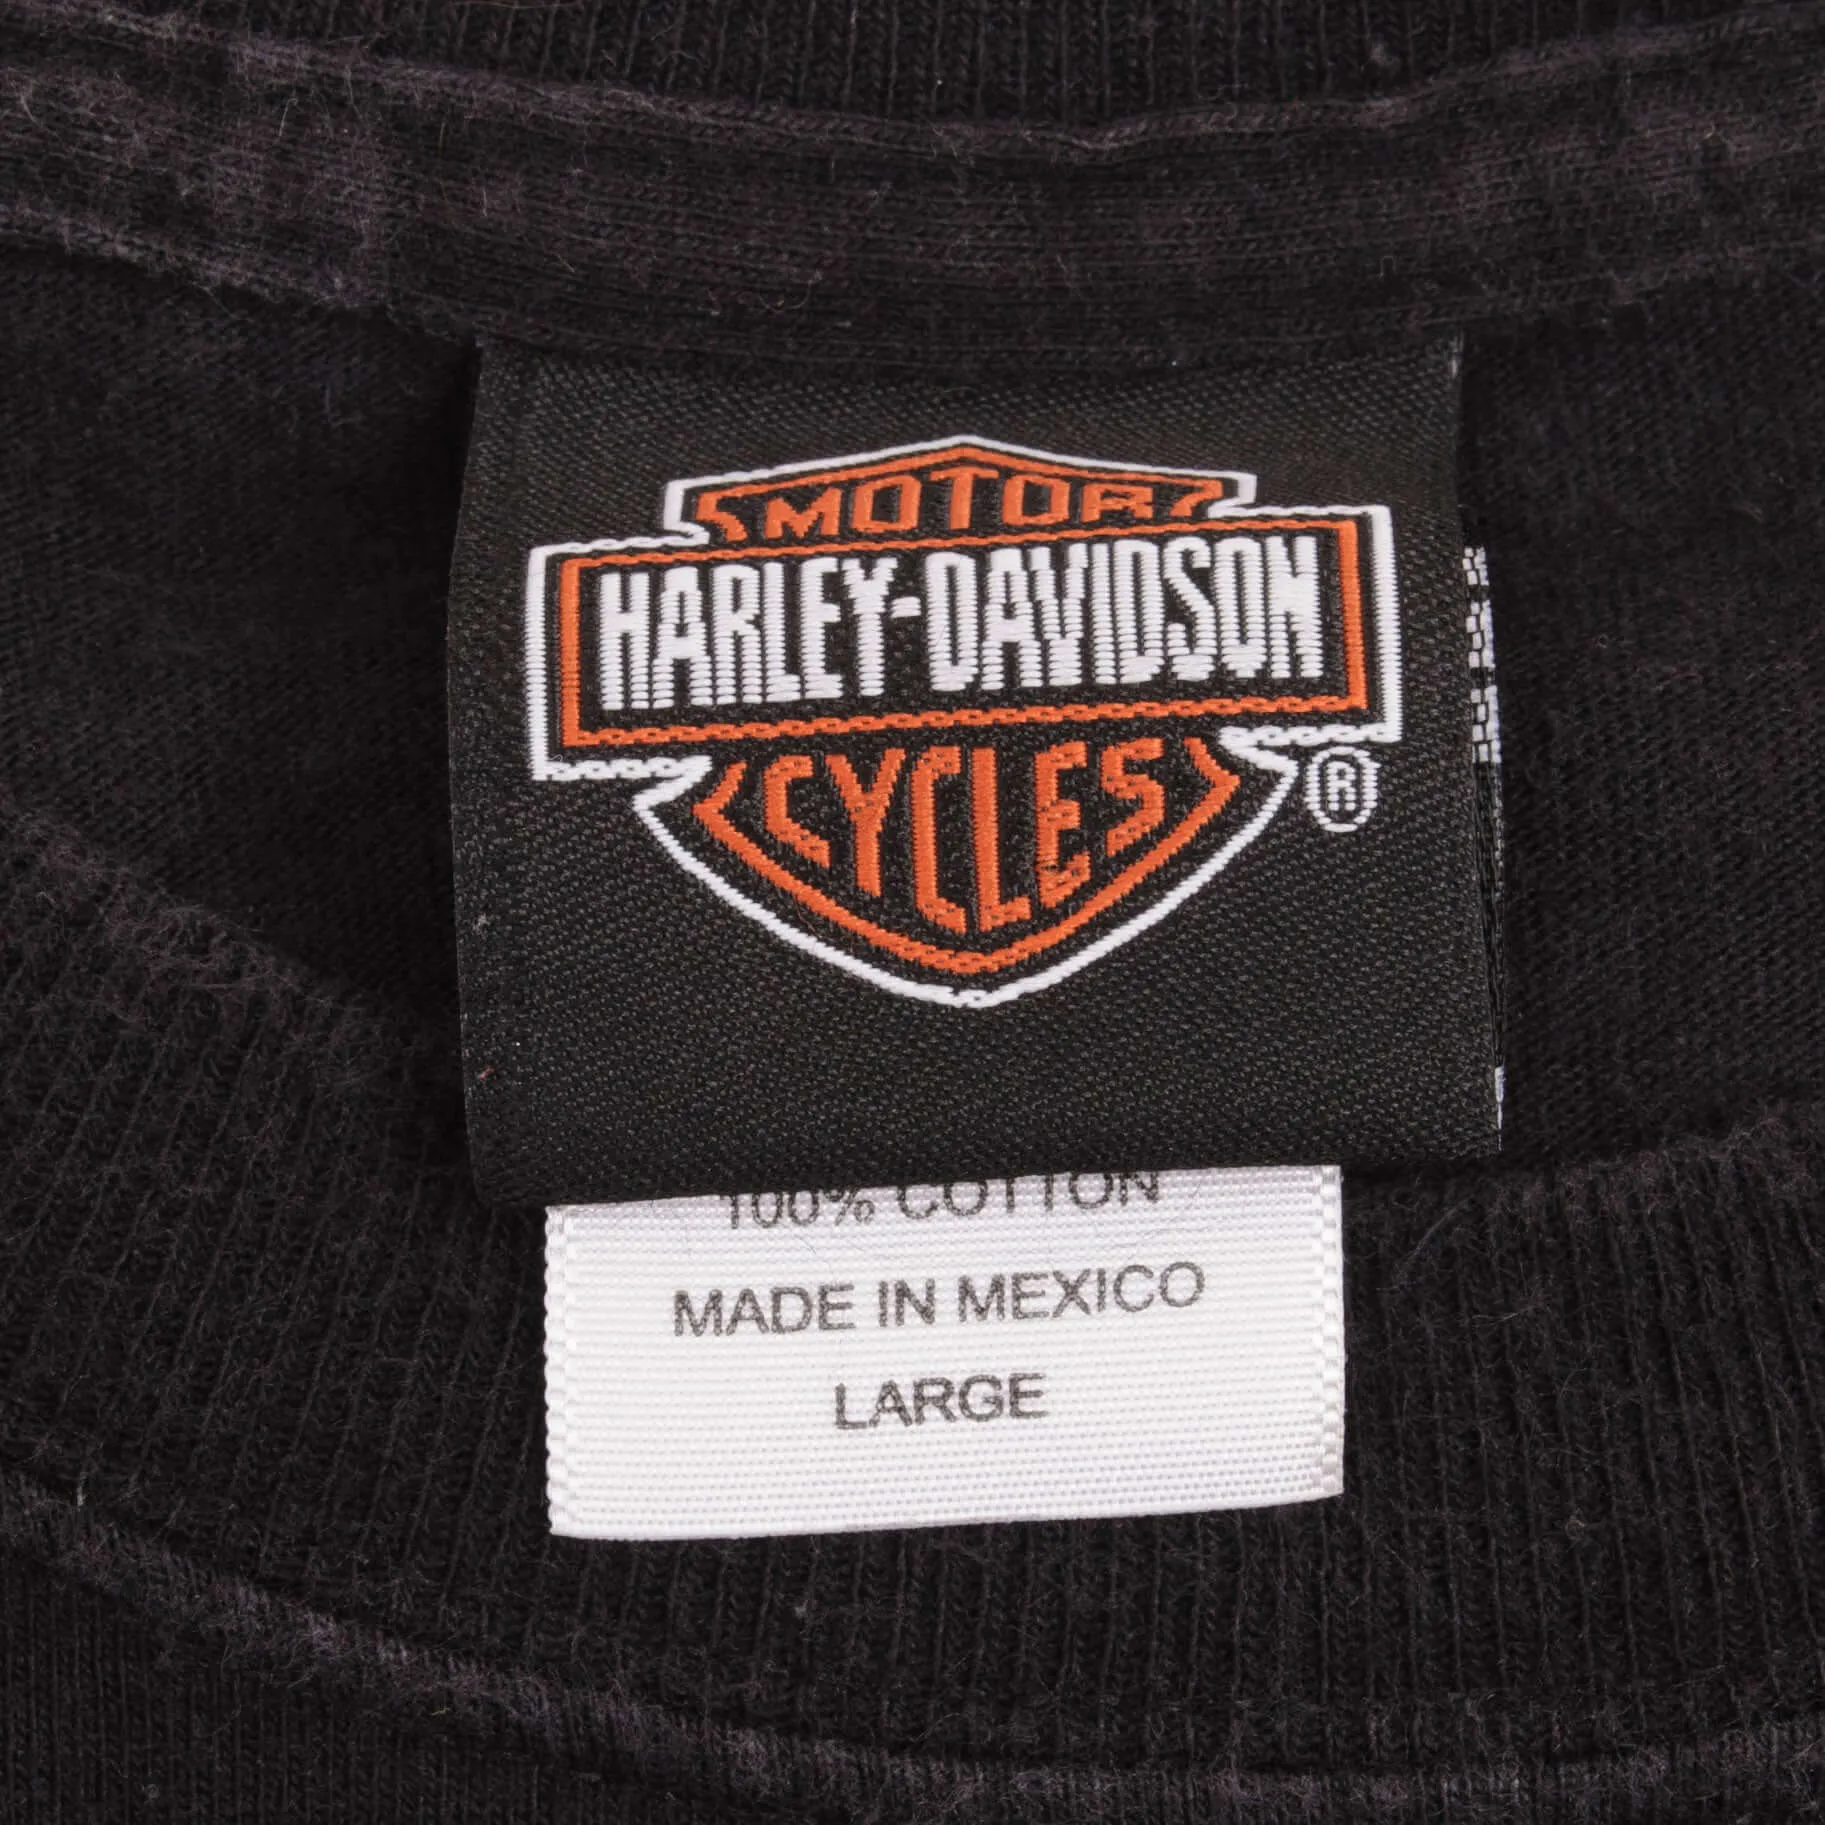 MOTOR
HARLEY-DAVIDSON
CYCLES
®
100% COTTON
MADE IN MEXICO
LARGE